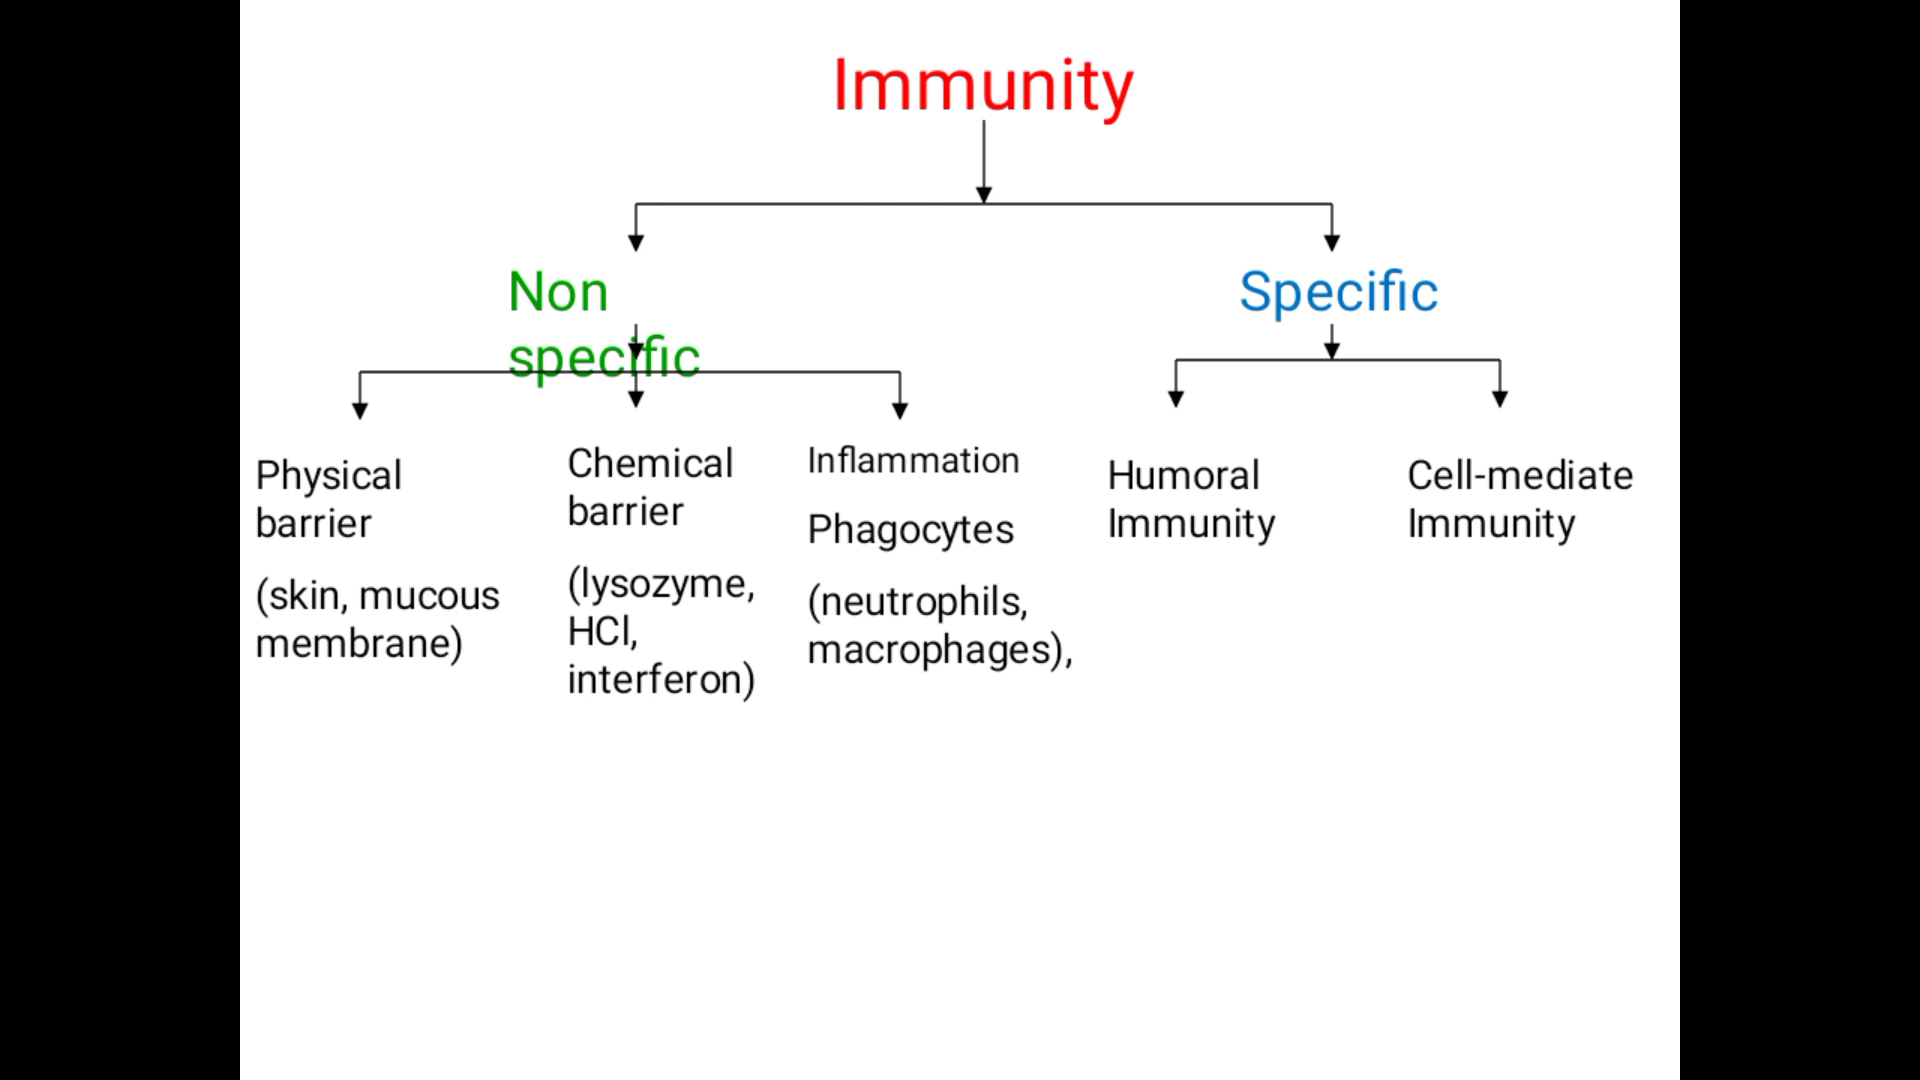 Immunity
Non
specific
Specific
Physical
barrier
(skin, mucous
membrane)
Chemical
barrier
(lysozyme,
HCl,
interferon)
Inflammation
Phagocytes
(neutrophils,
macrophages),
Humoral
Immunity
Cell-mediate
Immunity